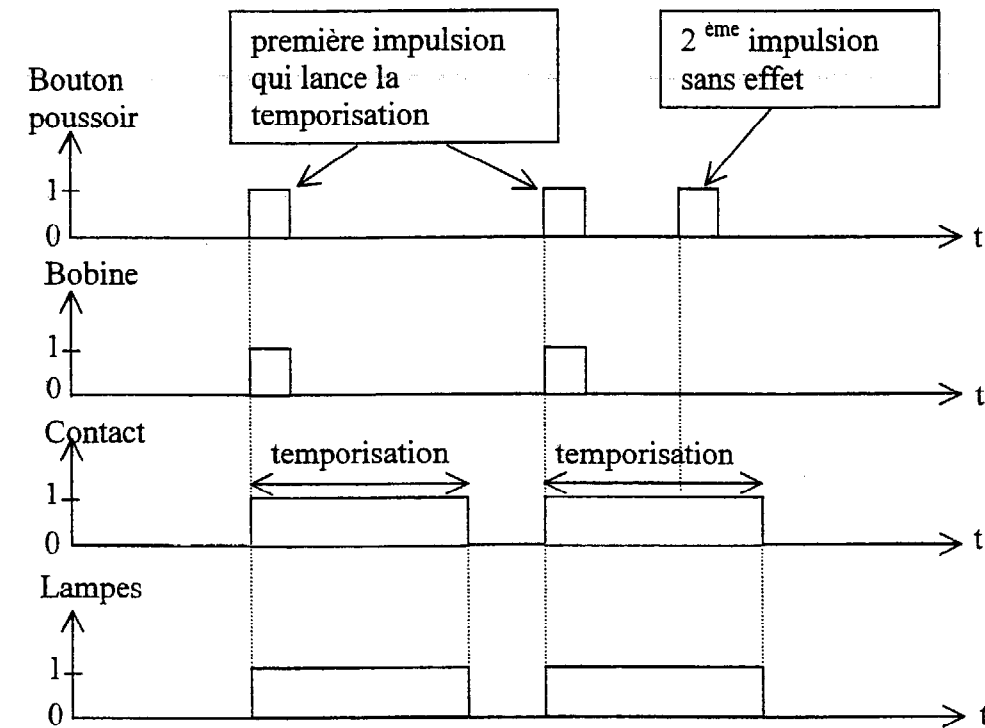 première impulsion
qui lance la
temporisation
2 ème impulsion
sans effet
Bouton
poussoir
1
0
t
Bobine
1
0
t
Contact
temporisation
temporisation
1
0
t
Lampes
1
0
t